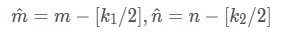 m̂ = m − [k₁/2], n̂ = n − [k₂/2]